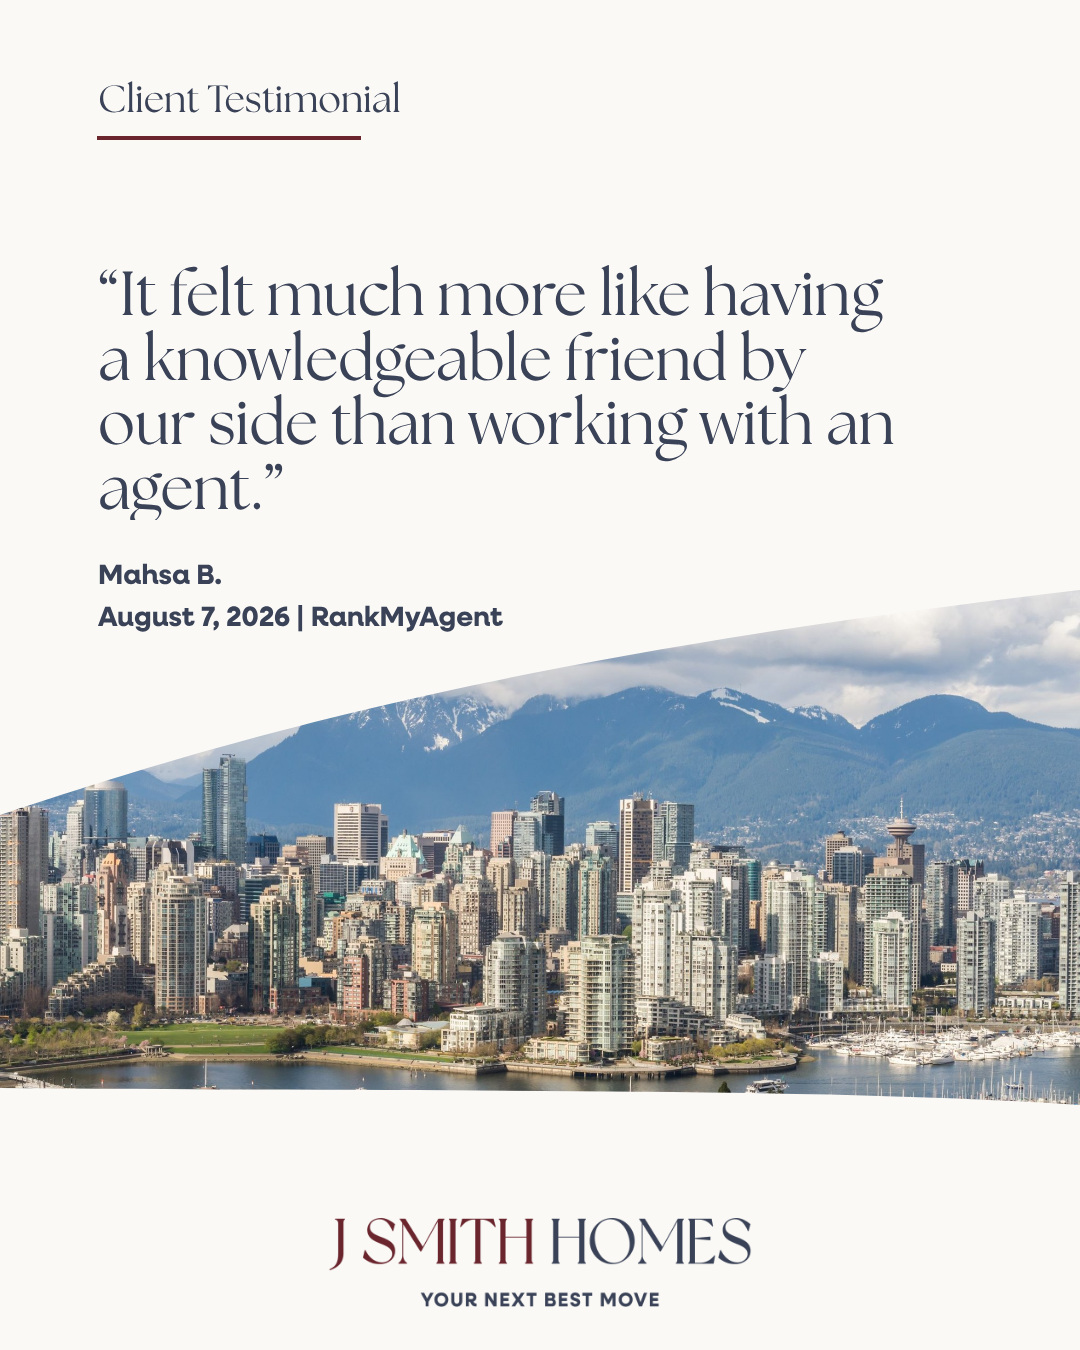 Client Testimonial
“It felt much more like having
a knowledgeable friend by
our side than working with an
agent.”
Mahsa B.
August 7, 2026 | RankMyAgent
J SMITH HOMES
YOUR NEXT BEST MOVE